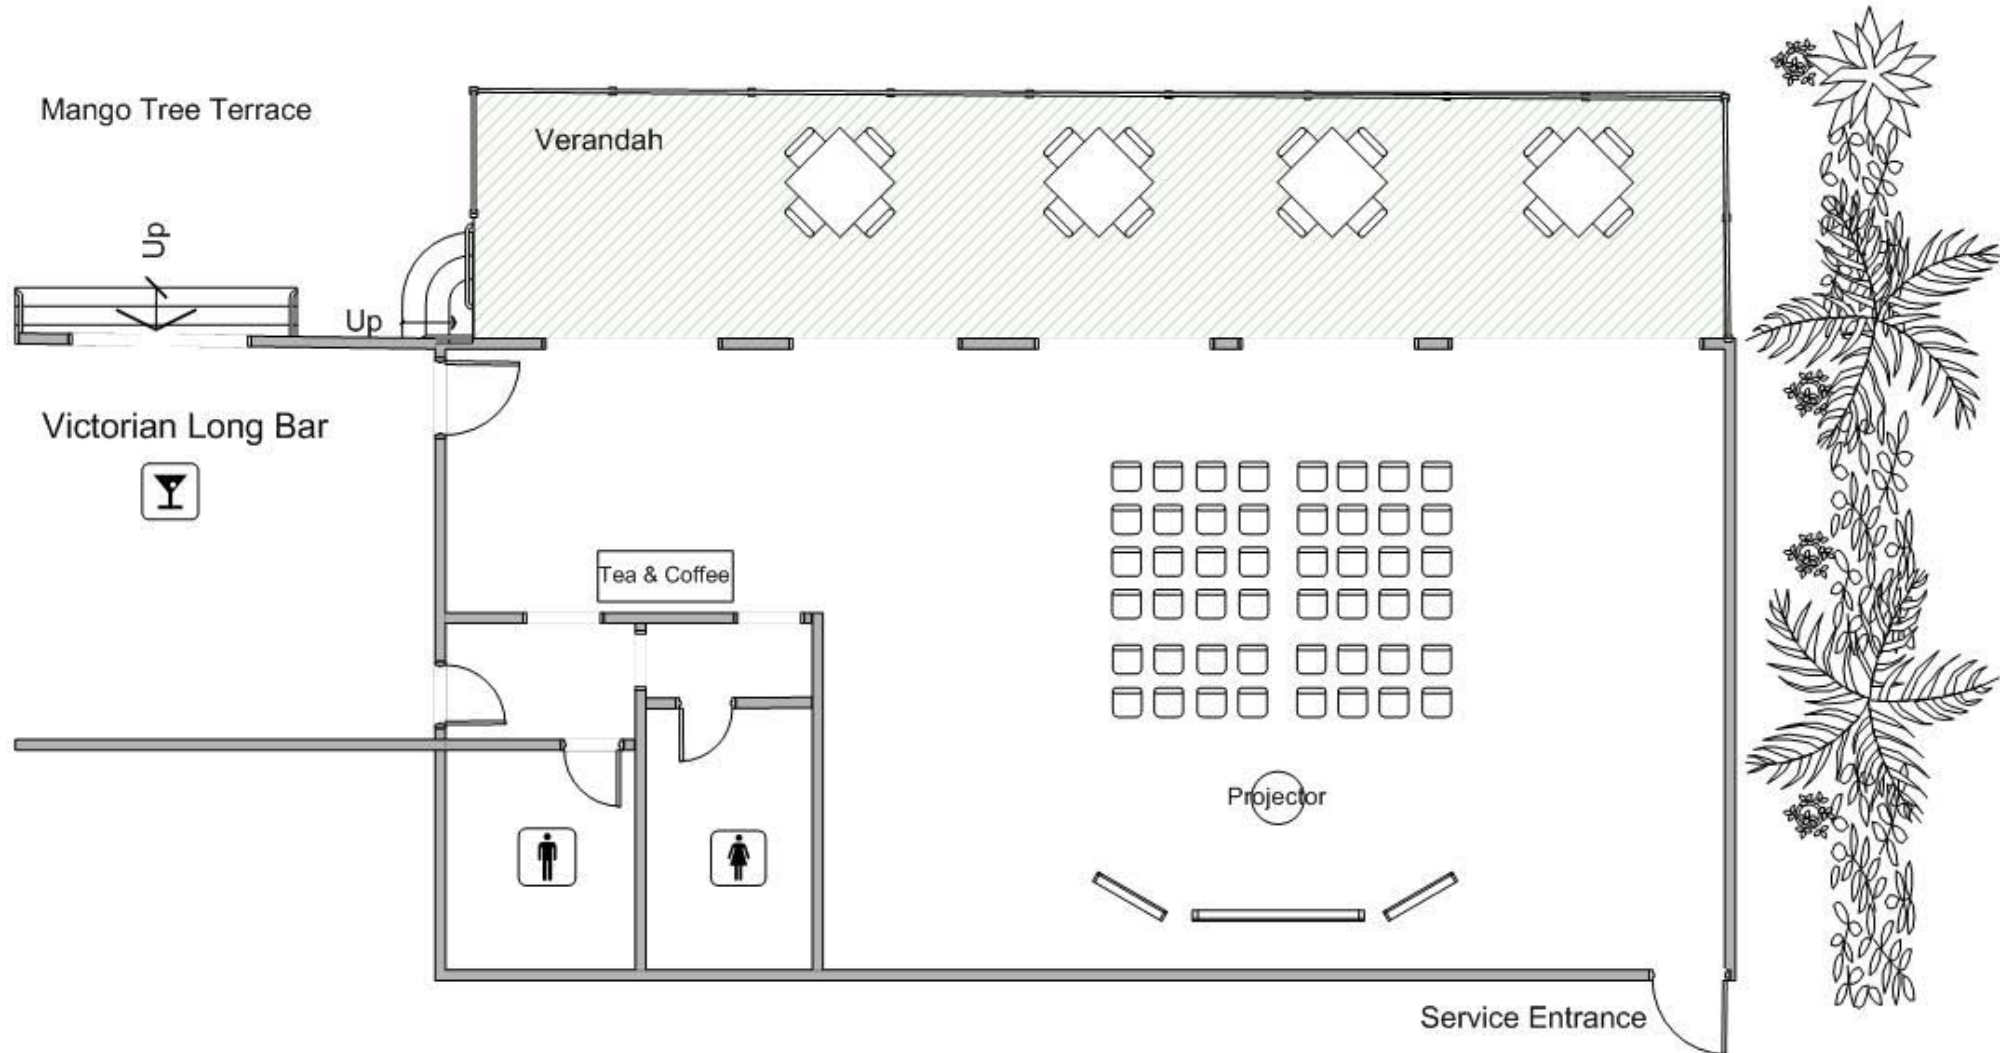 Mango Tree Terrace
Verandah
Up
Up
Victorian Long Bar
Tea & Coffee
Projector
Service Entrance